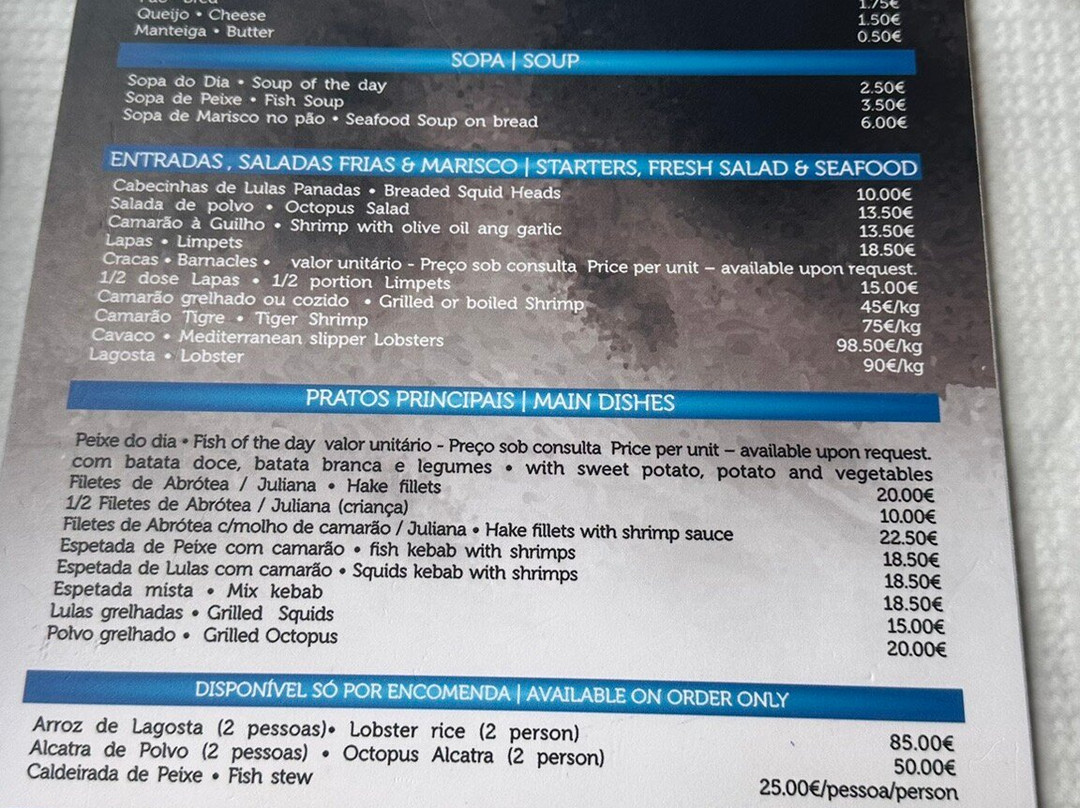 Queijo • Cheese 1.50€
Manteiga • Butter 0.50€
SOPA | SOUP
Sopa do Dia • Soup of the day 2.50€
Sopa de Peixe • Fish Soup 3.50€
Sopa de Marisco no pão • Seafood Soup on bread 6.00€
ENTRADAS, SALADAS FRIAS & MARISCO | STARTERS, FRESH SALAD & SEAFOOD
Cabecinhas de Lulas Panadas • Breaded Squid Heads 10.00€
Salada de polvo • Octopus Salad 13.50€
Camarão à Guilho • Shrimp with olive oil ang garlic 13.50€
Lapas • Limpets 18.50€
Cracas • Barnacles • valor unitário - Preço sob consulta Price per unit – available upon request.
1/2 dose Lapas • 1/2 portion Limpets 15.00€
Camarão grelhado ou cozido • Grilled or boiled Shrimp 45€/kg
Camarão Tigre • Tiger Shrimp 75€/kg
Cavaco • Mediterranean slipper Lobsters 98.50€/kg
Lagosta • Lobster 90€/kg
PRATOS PRINCIPAIS | MAIN DISHES
Peixe do dia • Fish of the day valor unitário - Preço sob consulta Price per unit – available upon request.
com batata doce, batata branca e legumes • with sweet potato, potato and vegetables
Filetes de Abrótea / Juliana • Hake fillets 20.00€
1/2 Filetes de Abrótea / Juliana (criança) 10.00€
Filetes de Abrótea c/molho de camarão / Juliana • Hake fillets with shrimp sauce 22.50€
Espetada de Peixe com camarão • fish kebab with shrimps 18.50€
Espetada de Lulas com camarão • Squids kebab with shrimps 18.50€
Espetada mista • Mix kebab 18.50€
Lulas grelhadas • Grilled Squids 15.00€
Polvo grelhado • Grilled Octopus 20.00€
DISPONÍVEL SÓ POR ENCOMENDA | AVAILABLE ON ORDER ONLY
Arroz de Lagosta (2 pessoas)• Lobster rice (2 person) 85.00€
Alcatra de Polvo (2 pessoas) • Octopus Alcatra (2 person) 50.00€
Caldeirada de Peixe • Fish stew 25.00€/pessoa/person